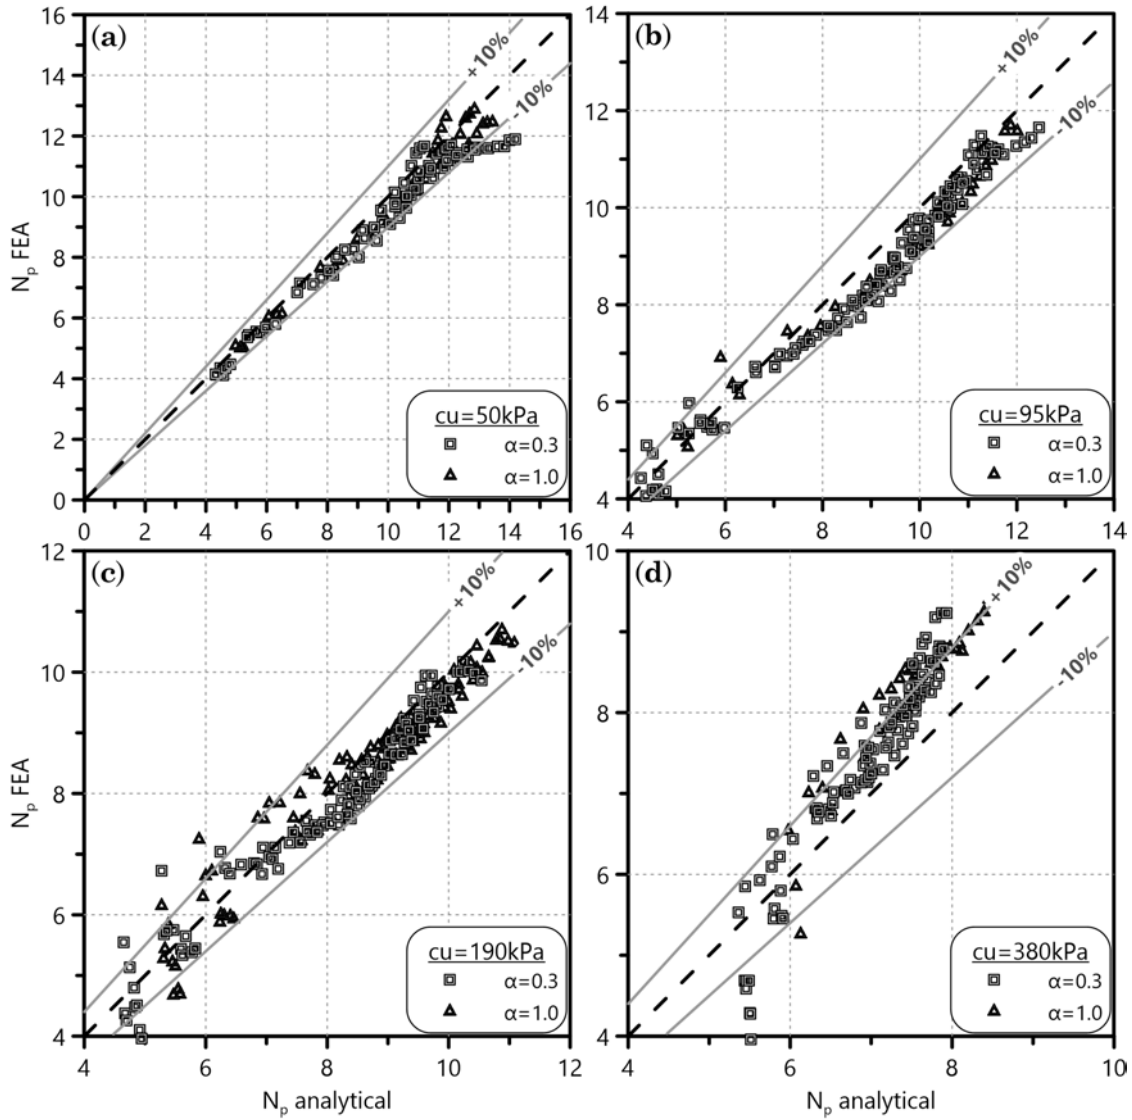 (a)
+10%
-10%
16
14
12
10
8
6
4
2
0
0 2 4 6 8 10 12 14 16
Np FEA
cu=50kPa
α=0.3
α=1.0
(b)
+10%
-10%
14
12
10
8
6
4
4 6 8 10 12 14
cu=95kPa
α=0.3
α=1.0
(c)
+10%
-10%
12
10
8
6
4
4 6 8 10 12
Np FEA
Np analytical
cu=190kPa
α=0.3
α=1.0
(d)
+10%
-10%
10
8
6
4
4 6 8 10
Np analytical
cu=380kPa
α=0.3
α=1.0